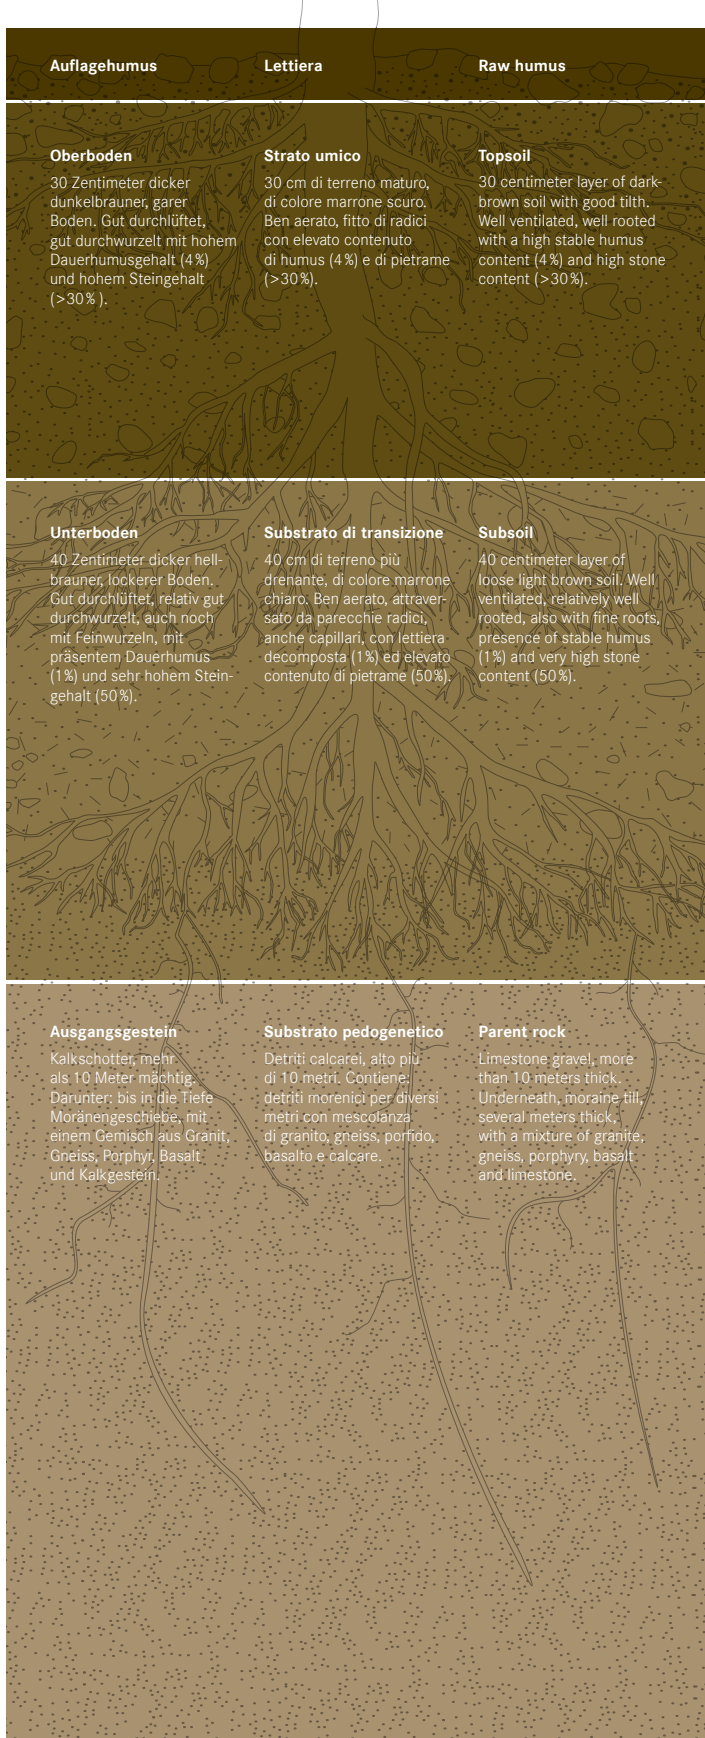 Auflagehumus
Lettiera
Raw humus
Oberboden
30 Zentimeter dicker
dunkelbrauner, garer
Boden. Gut durchlüftet,
gut durchwurzelt mit hohem
Dauerhumusgehalt (4 %)
und hohem Steingehalt
(>30 % ).
Strato umico
30 cm di terreno maturo,
di colore marrone scuro.
Ben aerato, fitto di radici
con elevato contenuto
di humus (4 %) e di pietrame
(>30 %).
Topsoil
30 centimeter layer of dark-
brown soil with good tilth.
Well ventilated, well rooted
with a high stable humus
content (4 %) and high stone
content (>30 %).
Unterboden
40 Zentimeter dicker hell-
brauner, lockerer Boden.
Gut durchlüftet, relativ gut
durchwurzelt, auch noch
mit Feinwurzeln, mit
präsentem Dauerhumus
(1 %) und sehr hohem Stein-
gehalt (50 %).
Substrato di transizione
40 cm di terreno più
drenante, di colore marrone
chiaro. Ben aerato, attraver-
sato da parecchie radici,
anche capillari, con lettiera
decomposta (1 %) ed elevato
contenuto di pietrame (50 %).
Subsoil
40 centimeter layer of
loose light brown soil. Well
ventilated, relatively well
rooted, also with fine roots,
presence of stable humus
(1 %) and very high stone
content (50 %).
Ausgangsgestein
Kalkschotter, mehr
als 10 Meter mächtig.
Darunter: bis in die Tiefe
Moränengeschiebe, mit
einem Gemisch aus Granit,
Gneiss, Porphyr, Basalt
und Kalkgestein.
Substrato pedogenetico
Detriti calcarei, alto più
di 10 metri. Contiene:
detriti morenici per diversi
metri con mescolanza
di granito, gneiss, porfido,
basalto e calcare.
Parent rock
Limestone gravel, more
than 10 meters thick.
Underneath, moraine till,
several meters thick,
with a mixture of granite,
gneiss, porphyry, basalt
and limestone.